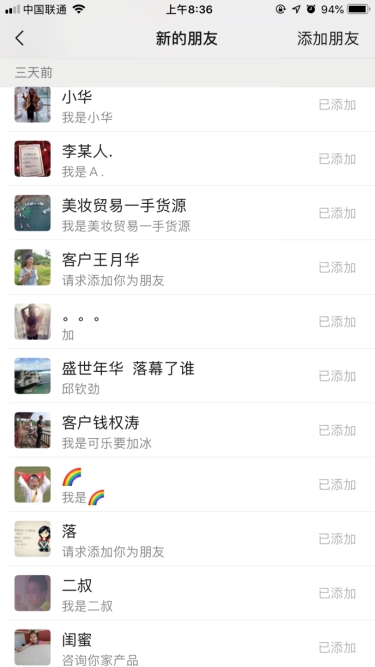 中国联通 上午8:36 94%
新的朋友 添加朋友
三天前
小华
我是小华 已添加
李某人.
我是A. 已添加
美妆贸易一手货源
我是美妆贸易一手货源 已添加
客户王月华
请求添加你为朋友 已添加
。。。
加 已添加
盛世年华 落幕了谁
邱钦劲 已添加
客户钱权涛
我是可乐要加冰 已添加
🌈
我是🌈 已添加
落
请求添加你为朋友 已添加
二叔
我是二叔 已添加
闺蜜
咨询你家产品 已添加